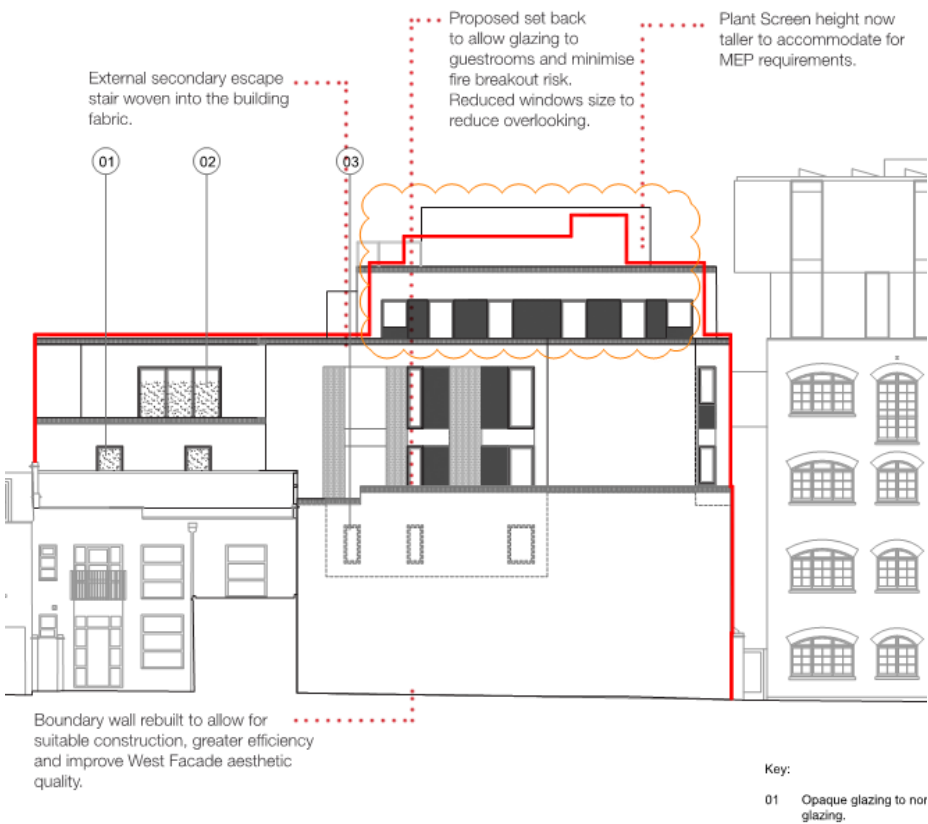 Proposed set back
to allow glazing to
guestrooms and minimise
fire breakout risk.
Reduced windows size to
reduce overlooking.
Plant Screen height now
taller to accommodate for
MEP requirements.
External secondary escape
stair woven into the building
fabric.
01
02
03
Boundary wall rebuilt to allow for
suitable construction, greater efficiency
and improve West Facade aesthetic
quality.
Key:
01 Opaque glazing to nor
glazing.